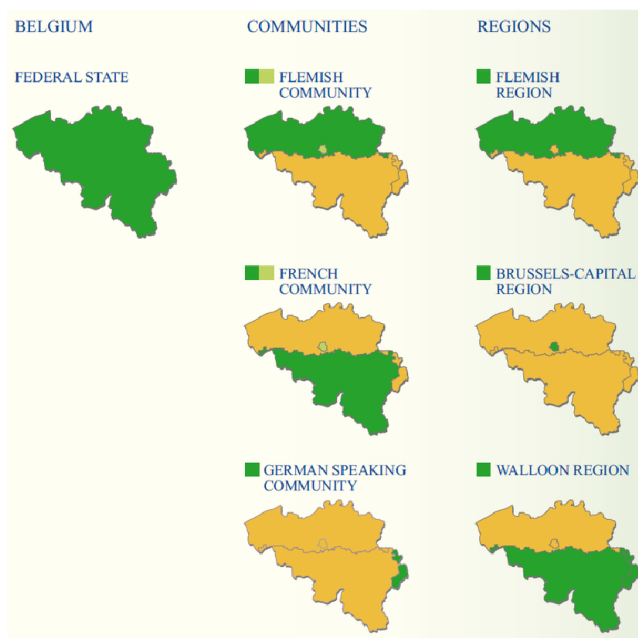 BELGIUM
FEDERAL STATE
COMMUNITIES
FLEMISH
COMMUNITY
FRENCH
COMMUNITY
GERMAN SPEAKING
COMMUNITY
REGIONS
FLEMISH
REGION
BRUSSELS-CAPITAL
REGION
WALLOON REGION